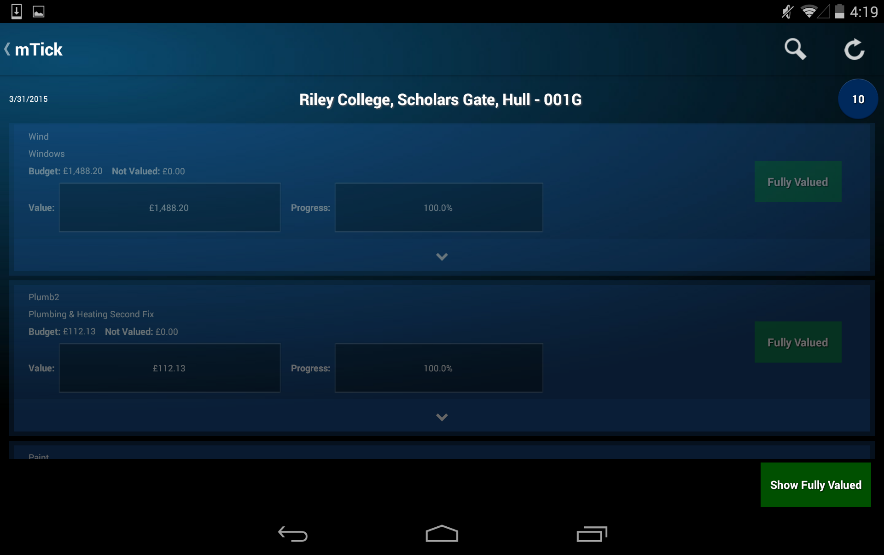 4:19
mTick
3/31/2015
Riley College, Scholars Gate, Hull - 001G
10
Wind
Windows
Budget: £1,488.20 Not Valued: £0.00
Fully Valued
Value: £1,488.20 Progress: 100.0%
Plumb2
Plumbing & Heating Second Fix
Budget: £112.13 Not Valued: £0.00
Fully Valued
Value: £112.13 Progress: 100.0%
Paint
Show Fully Valued